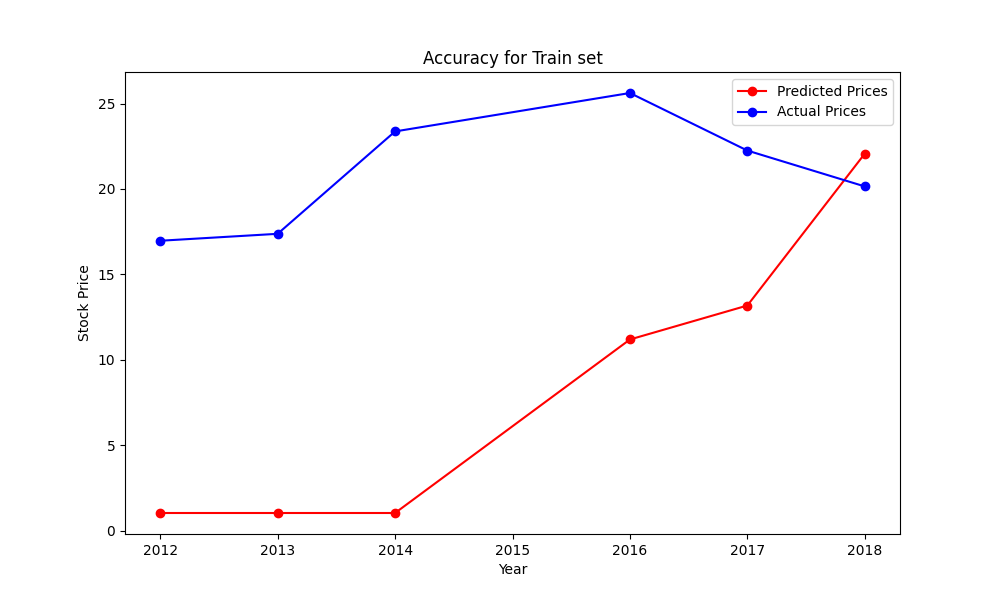 Accuracy for Train set
Predicted Prices
Actual Prices
25
20
15
10
5
0
Stock Price
2012 2013 2014 2015 2016 2017 2018
Year